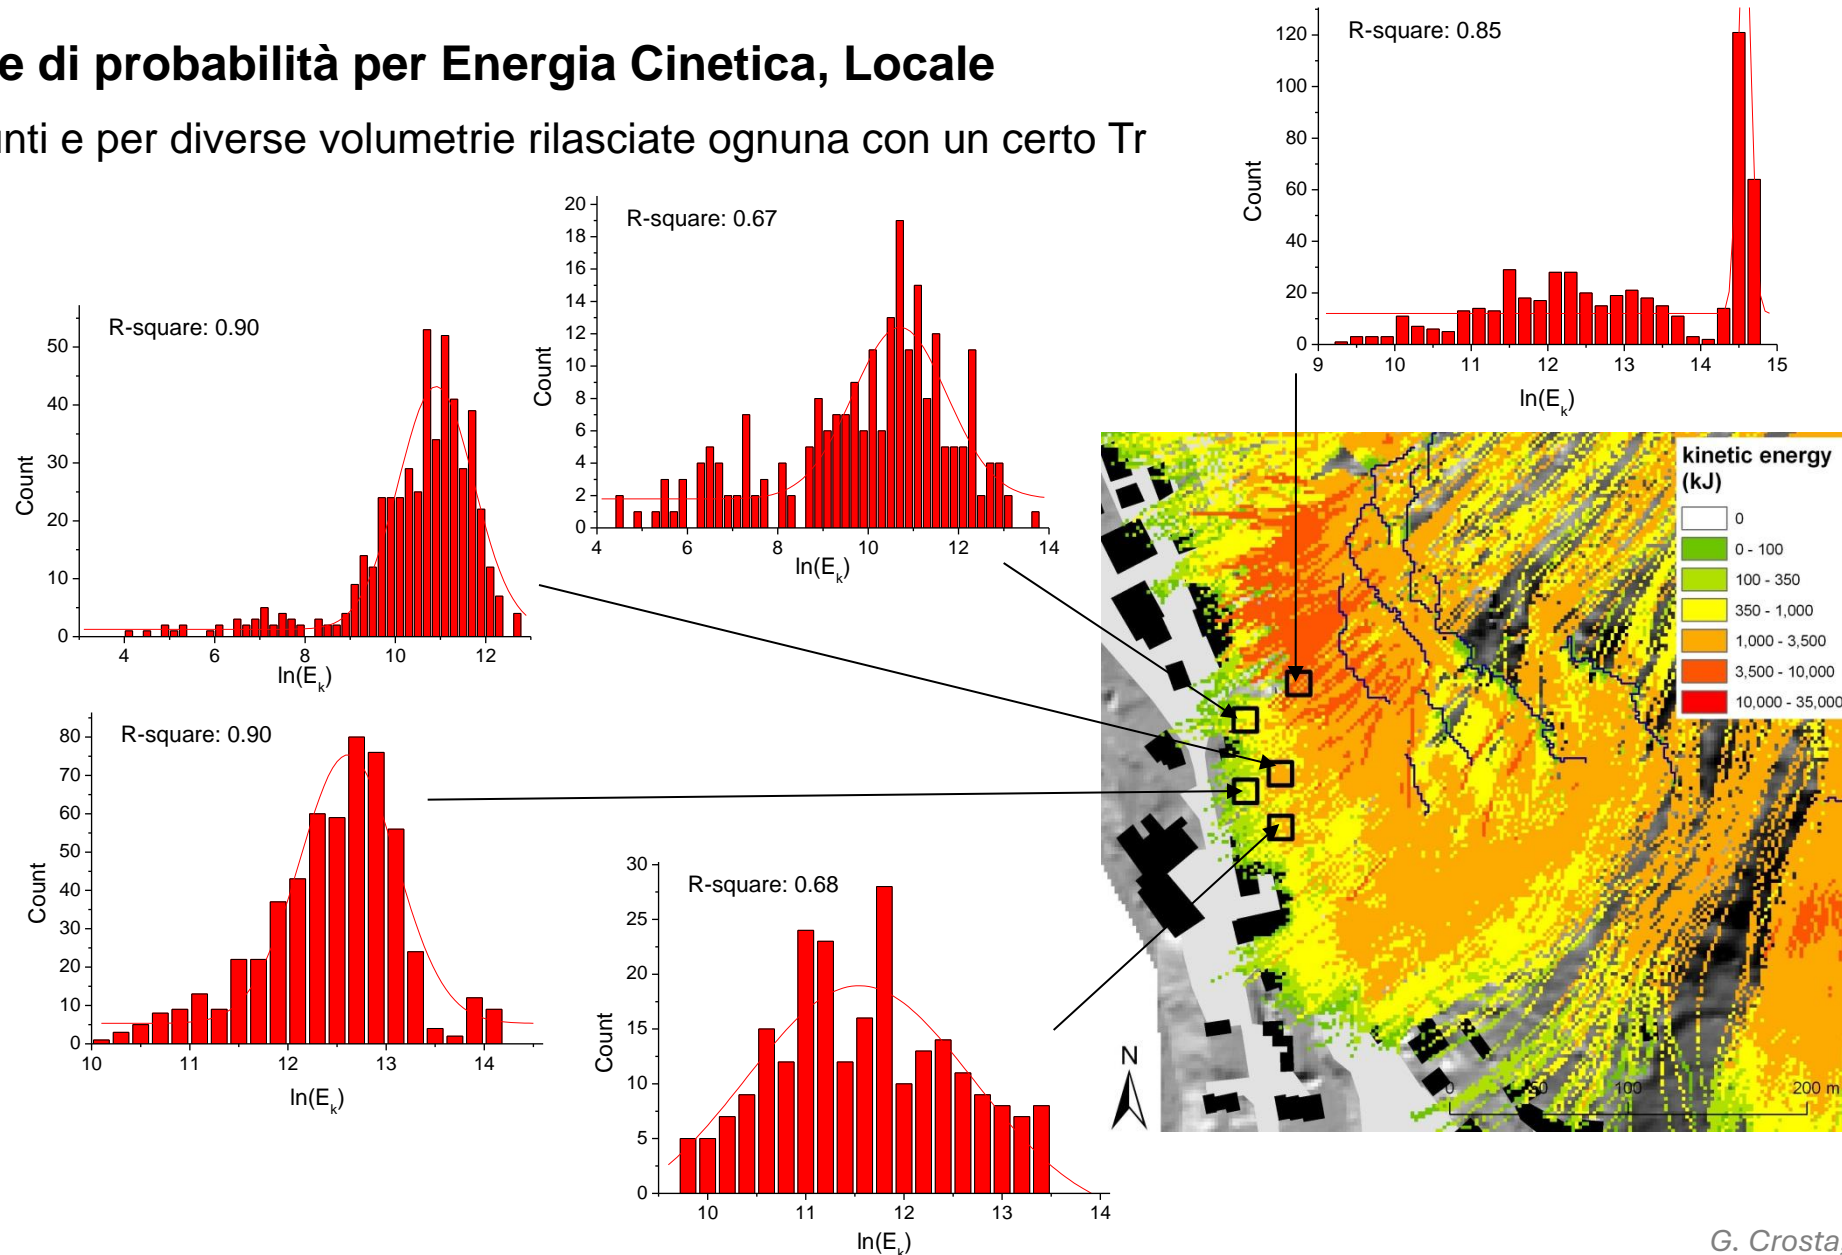 e di probabilità per Energia Cinetica, Locale
unti e per diverse volumetrie rilasciate ognuna con un certo Tr
R-square: 0.85
120
100
80
60
40
20
0
Count
9 10 11 12 13 14 15
ln(Ek)
R-square: 0.67
20
18
16
14
12
10
8
6
4
2
0
Count
4 6 8 10 12 14
ln(Ek)
R-square: 0.90
50
40
30
20
10
0
Count
4 6 8 10 12
ln(Ek)
R-square: 0.90
80
70
60
50
40
30
20
10
0
Count
10 11 12 13 14
ln(Ek)
R-square: 0.68
30
25
20
15
10
5
0
Count
10 11 12 13 14
ln(Ek)
kinetic energy
(kJ)
0
0 - 100
100 - 350
350 - 1,000
1,000 - 3,500
3,500 - 10,000
10,000 - 35,000
N
0 50 100 200 m
G. Crosta,